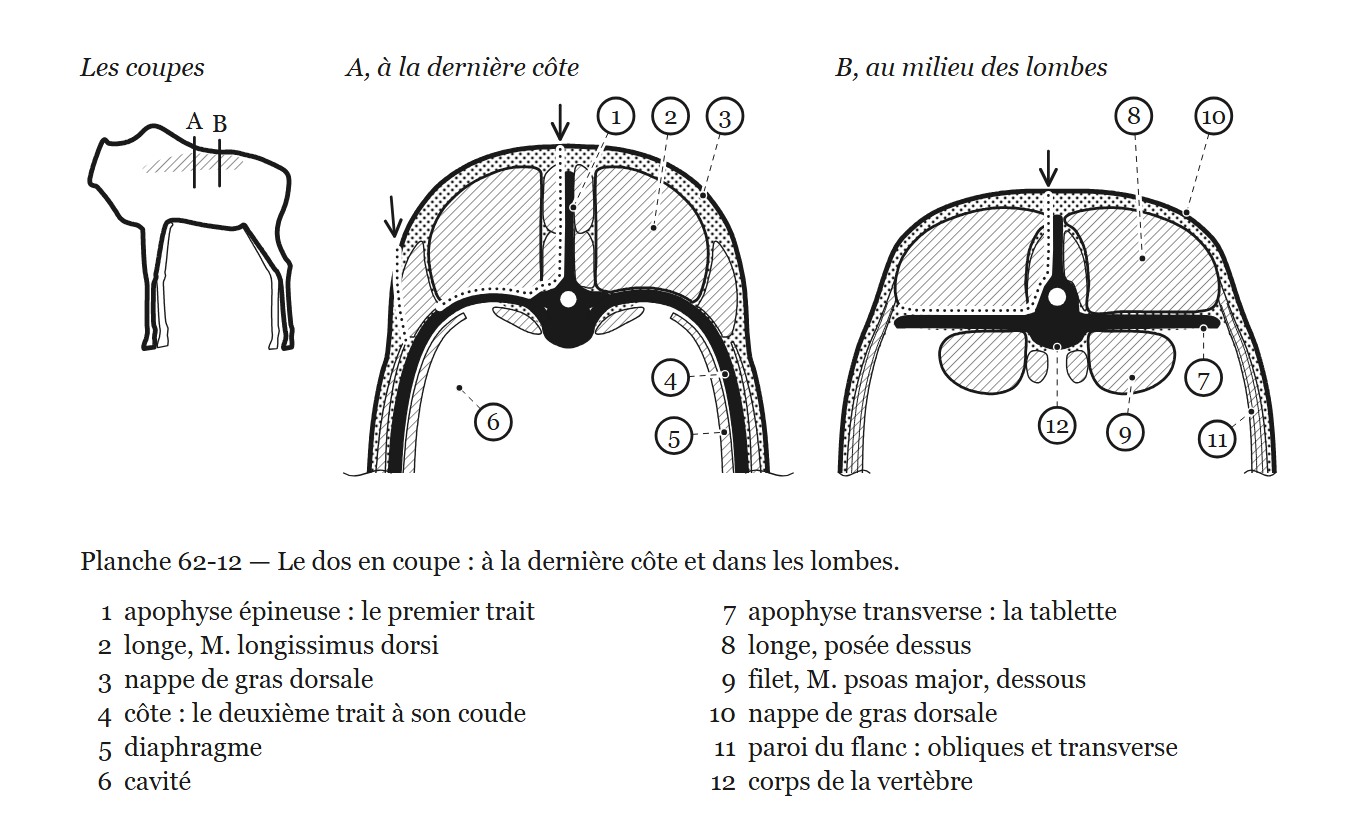 Les coupes
A, à la dernière côte
B, au milieu des lombes
A B
1 2 3
8 10
4
6
5
7
12 9 11
Planche 62-12 — Le dos en coupe : à la dernière côte et dans les lombes.
1 apophyse épineuse : le premier trait
2 longe, M. longissimus dorsi
3 nappe de gras dorsale
4 côte : le deuxième trait à son coude
5 diaphragme
6 cavité
7 apophyse transverse : la tablette
8 longe, posée dessus
9 filet, M. psoas major, dessous
10 nappe de gras dorsale
11 paroi du flanc : obliques et transverse
12 corps de la vertèbre